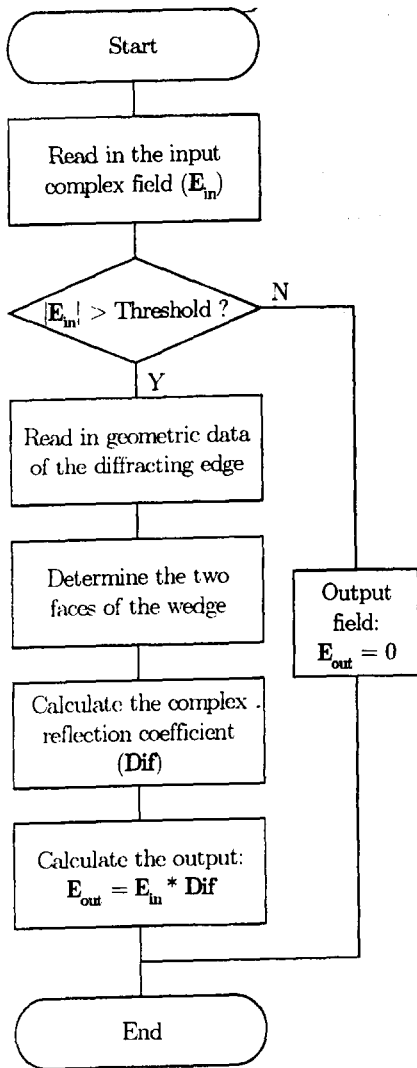 Start
Read in the input
complex field (E_in)
|E_in| > Threshold ?
N
Y
Read in geometric data
of the diffracting edge
Determine the two
faces of the wedge
Output
field:
E_out = 0
Calculate the complex
reflection coefficient
(Dif)
Calculate the output:
E_out = E_in * Dif
End